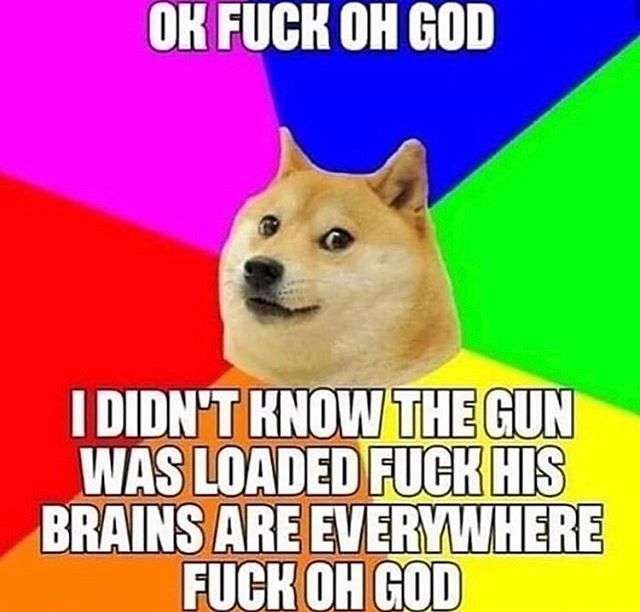 OK FUCK OH GOD
I DIDN'T KNOW THE GUN
WAS LOADED FUCK HIS
BRAINS ARE EVERYWHERE
FUCK OH GOD